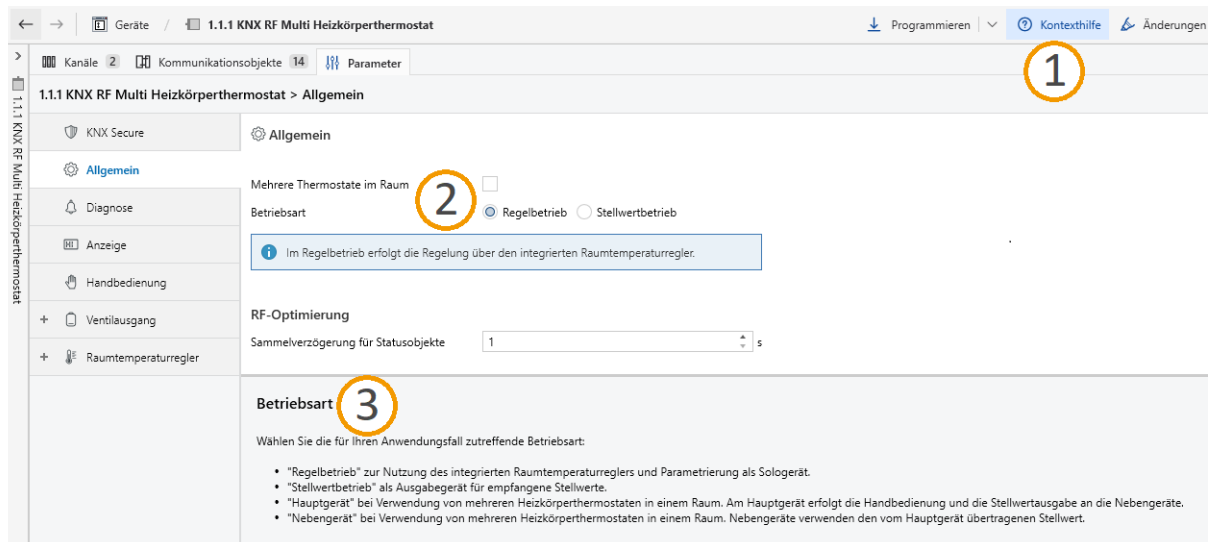 Geräte / 1.1.1 KNX RF Multi Heizkörperthermostat Programmieren Kontexthilfe Änderungen
Kanäle 2 Kommunikationsobjekte 14 Parameter
1
1.1.1 KNX RF Multi Heizkörperthermostat > Allgemein
1.1.1 KNX RF Multi Heizkörperthermostat
KNX Secure
Allgemein
Diagnose
Anzeige
Handbedienung
+ Ventilausgang
+ Raumtemperaturregler
Allgemein
Mehrere Thermostate im Raum
2
Betriebsart Regelbetrieb Stellwertbetrieb
Im Regelbetrieb erfolgt die Regelung über den integrierten Raumtemperaturregler.
RF-Optimierung
Sammelverzögerung für Statusobjekte 1 s
Betriebsart 3
Wählen Sie die für Ihren Anwendungsfall zutreffende Betriebsart:
• "Regelbetrieb" zur Nutzung des integrierten Raumtemperaturreglers und Parametrierung als Sologerät.
• "Stellwertbetrieb" als Ausgabegerät für empfangene Stellwerte.
• "Hauptgerät" bei Verwendung von mehreren Heizkörperthermostaten in einem Raum. Am Hauptgerät erfolgt die Handbedienung und die Stellwertausgabe an die Nebengeräte.
• "Nebengerät" bei Verwendung von mehreren Heizkörperthermostaten in einem Raum. Nebengeräte verwenden den vom Hauptgerät übertragenen Stellwert.